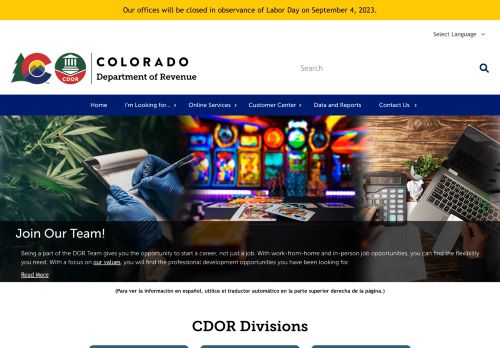 Our offices will be closed in observance of Labor Day on September 4, 2023.
Select Language
C
CDOR
COLORADO
Department of Revenue
Search
Home
I'm Looking for...
Online Services
Customer Center
Data and Reports
Contact Us
Join Our Team!
Being a part of the DOR Team gives you the opportunity to start a career, not just a job. With work-from-home and in-person job opportunities, you can find the flexibility
you need. With a focus on our values, you will find the professional development opportunities you have been looking for.
Read More
(Para ver la información en español, utilice el traductor automático en la parte superior derecha de la página.)
CDOR Divisions